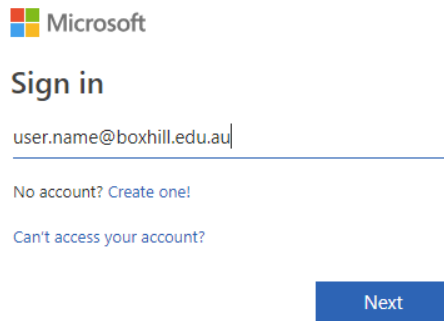 Microsoft
Sign in
user.name@boxhill.edu.au
No account? Create one!
Can't access your account?
Next